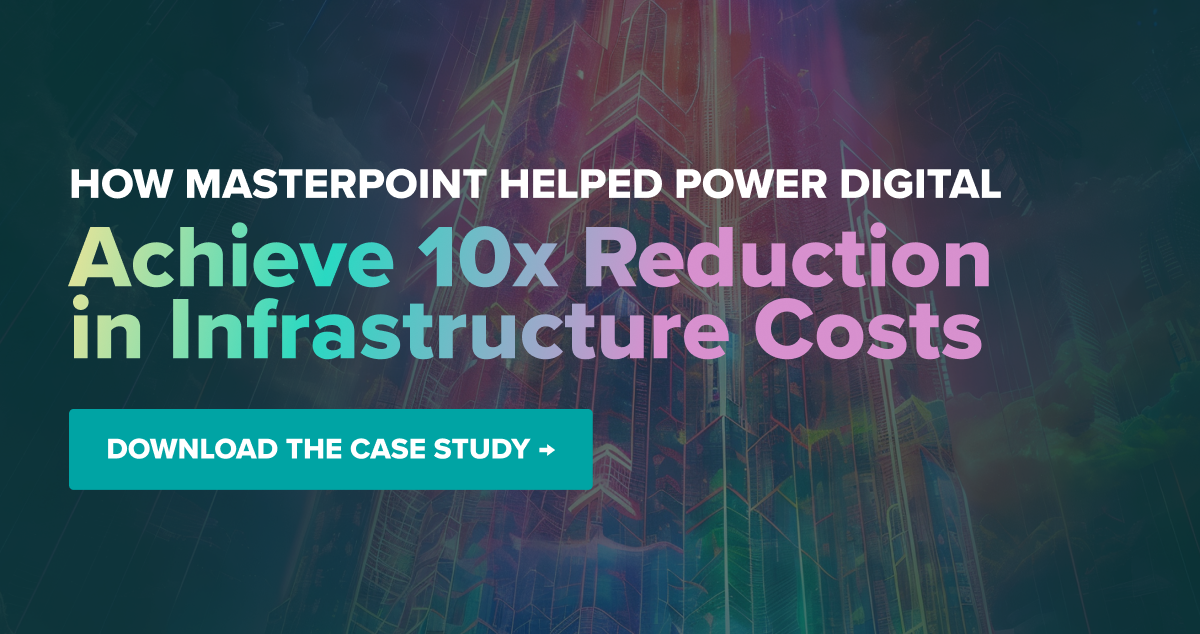 HOW MASTERPOINT HELPED POWER DIGITAL
Achieve 10x Reduction
in Infrastructure Costs
DOWNLOAD THE CASE STUDY →